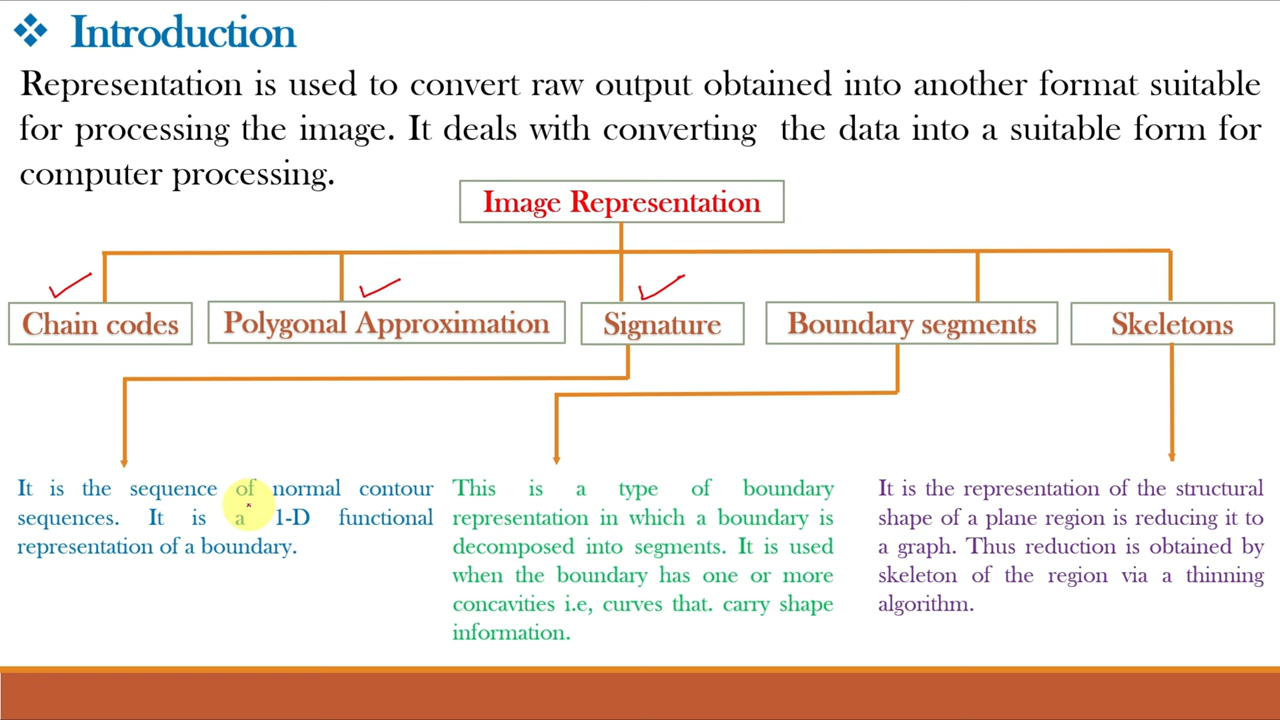 Introduction
Representation is used to convert raw output obtained into another format suitable
for processing the image. It deals with converting the data into a suitable form for
computer processing.
Image Representation
Chain codes
Polygonal Approximation
Signature
Boundary segments
Skeletons
It is the sequence of normal contour
sequences. It is a 1-D functional
representation of a boundary.
This is a type of boundary
representation in which a boundary is
decomposed into segments. It is used
when the boundary has one or more
concavities i.e, curves that. carry shape
information.
It is the representation of the structural
shape of a plane region is reducing it to
a graph. Thus reduction is obtained by
skeleton of the region via a thinning
algorithm.